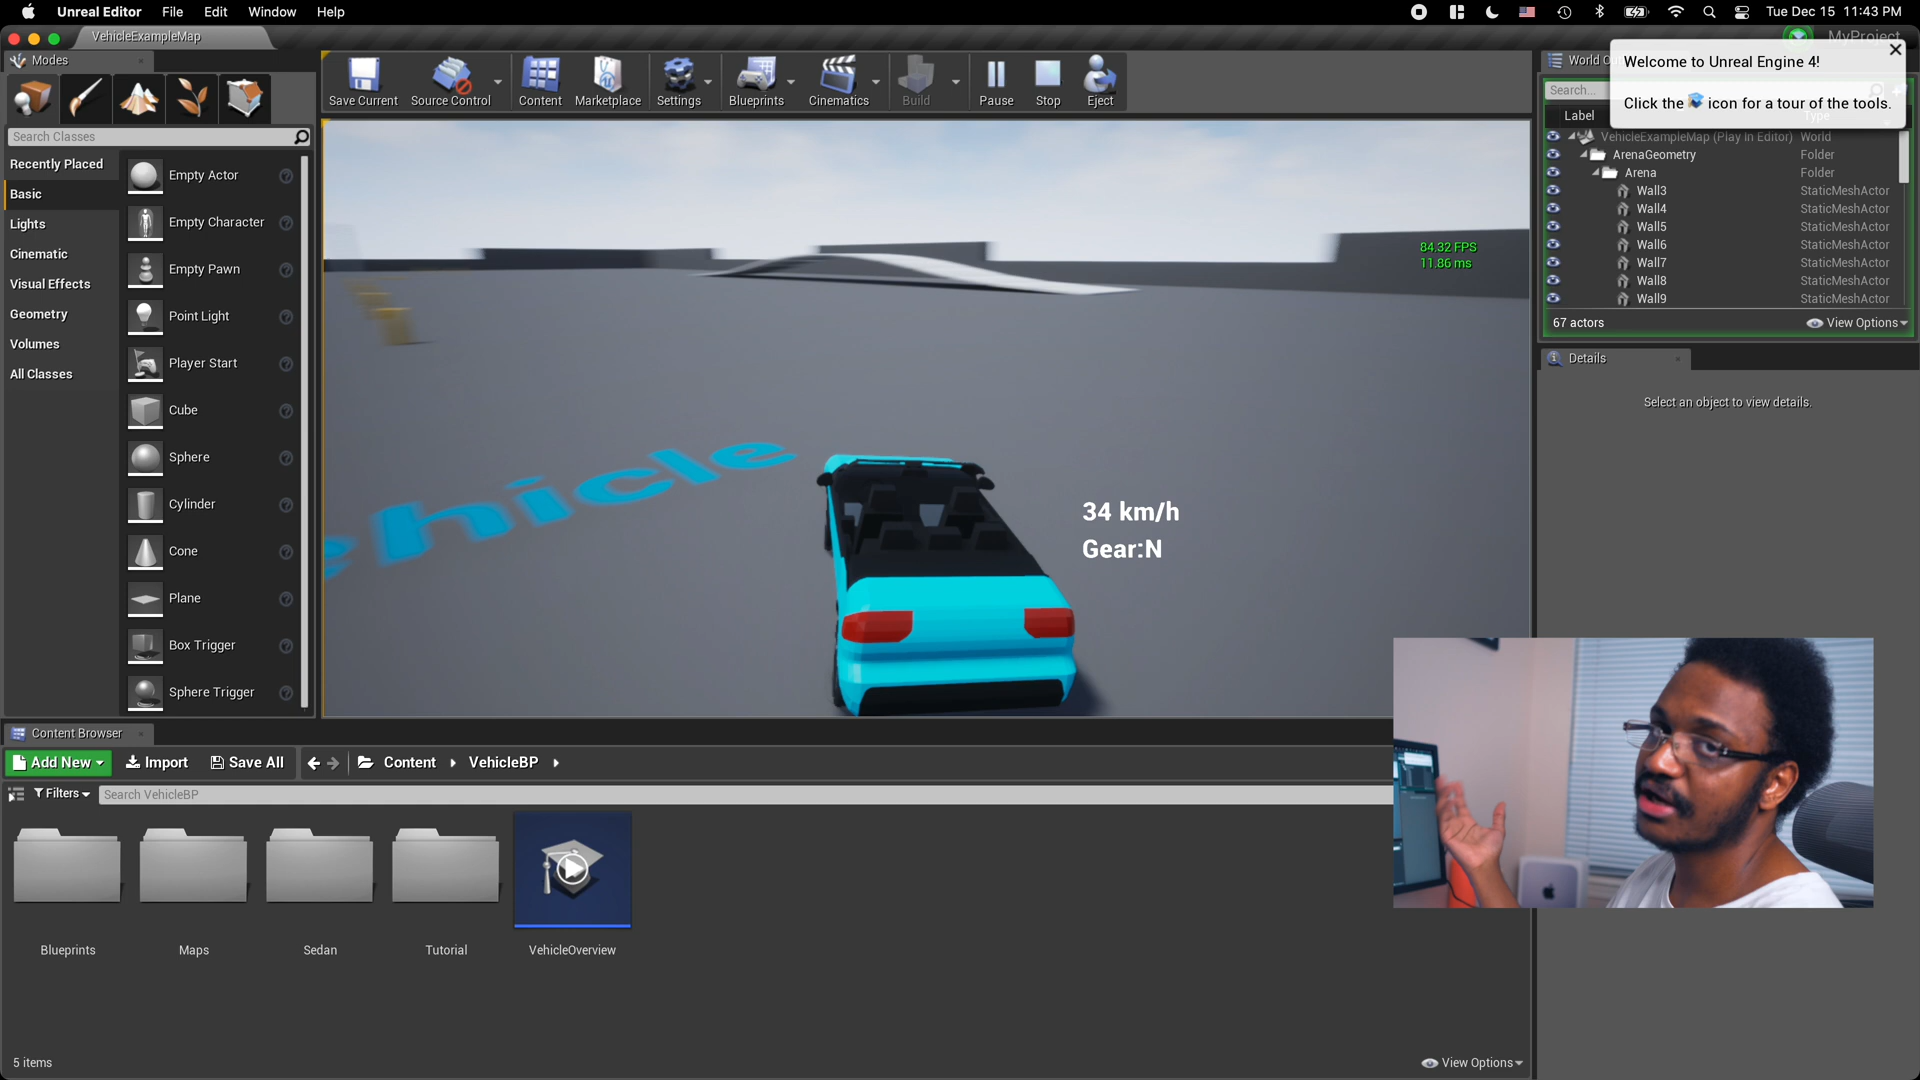 Unreal Editor File Edit Window Help
Tue Dec 15 11:43 PM
VehicleExampleMap
MyProject
Modes
Search Classes
Recently Placed
Basic
Lights
Cinematic
Visual Effects
Geometry
Volumes
All Classes
Empty Actor
Empty Character
Empty Pawn
Point Light
Player Start
Cube
Sphere
Cylinder
Cone
Plane
Box Trigger
Sphere Trigger
Save Current
Source Control
Content
Marketplace
Settings
Blueprints
Cinematics
Build
Pause
Stop
Eject
84.32 FPS
11.86 ms
34 km/h
Gear:N
Welcome to Unreal Engine 4!
Click the icon for a tour of the tools.
World
Search...
Label Type
VehicleExampleMap (Play In Editor) World
ArenaGeometry Folder
Arena Folder
Wall3 StaticMeshActor
Wall4 StaticMeshActor
Wall5 StaticMeshActor
Wall6 StaticMeshActor
Wall7 StaticMeshActor
Wall8 StaticMeshActor
Wall9 StaticMeshActor
67 actors View Options
Details
Select an object to view details.
Content Browser
Add New Import Save All Content VehicleBP
Filters Search VehicleBP
Blueprints
Maps
Sedan
Tutorial
VehicleOverview
5 items View Options